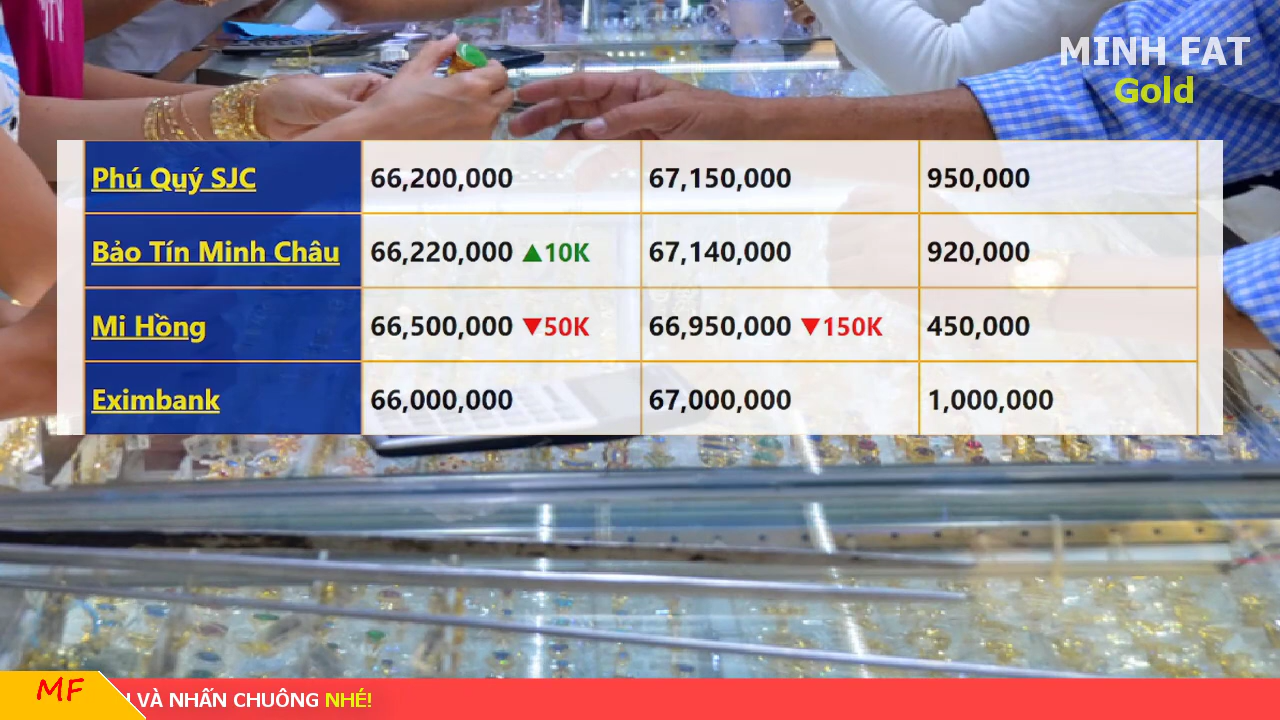 MINH FAT
Gold
Phú Quý SJC 66,200,000 67,150,000 950,000
Bảo Tín Minh Châu 66,220,000 ▲10K 67,140,000 920,000
Mi Hồng 66,500,000 ▼50K 66,950,000 ▼150K 450,000
Eximbank 66,000,000 67,000,000 1,000,000
MF VÀ NHẤN CHUÔNG NHÉ!